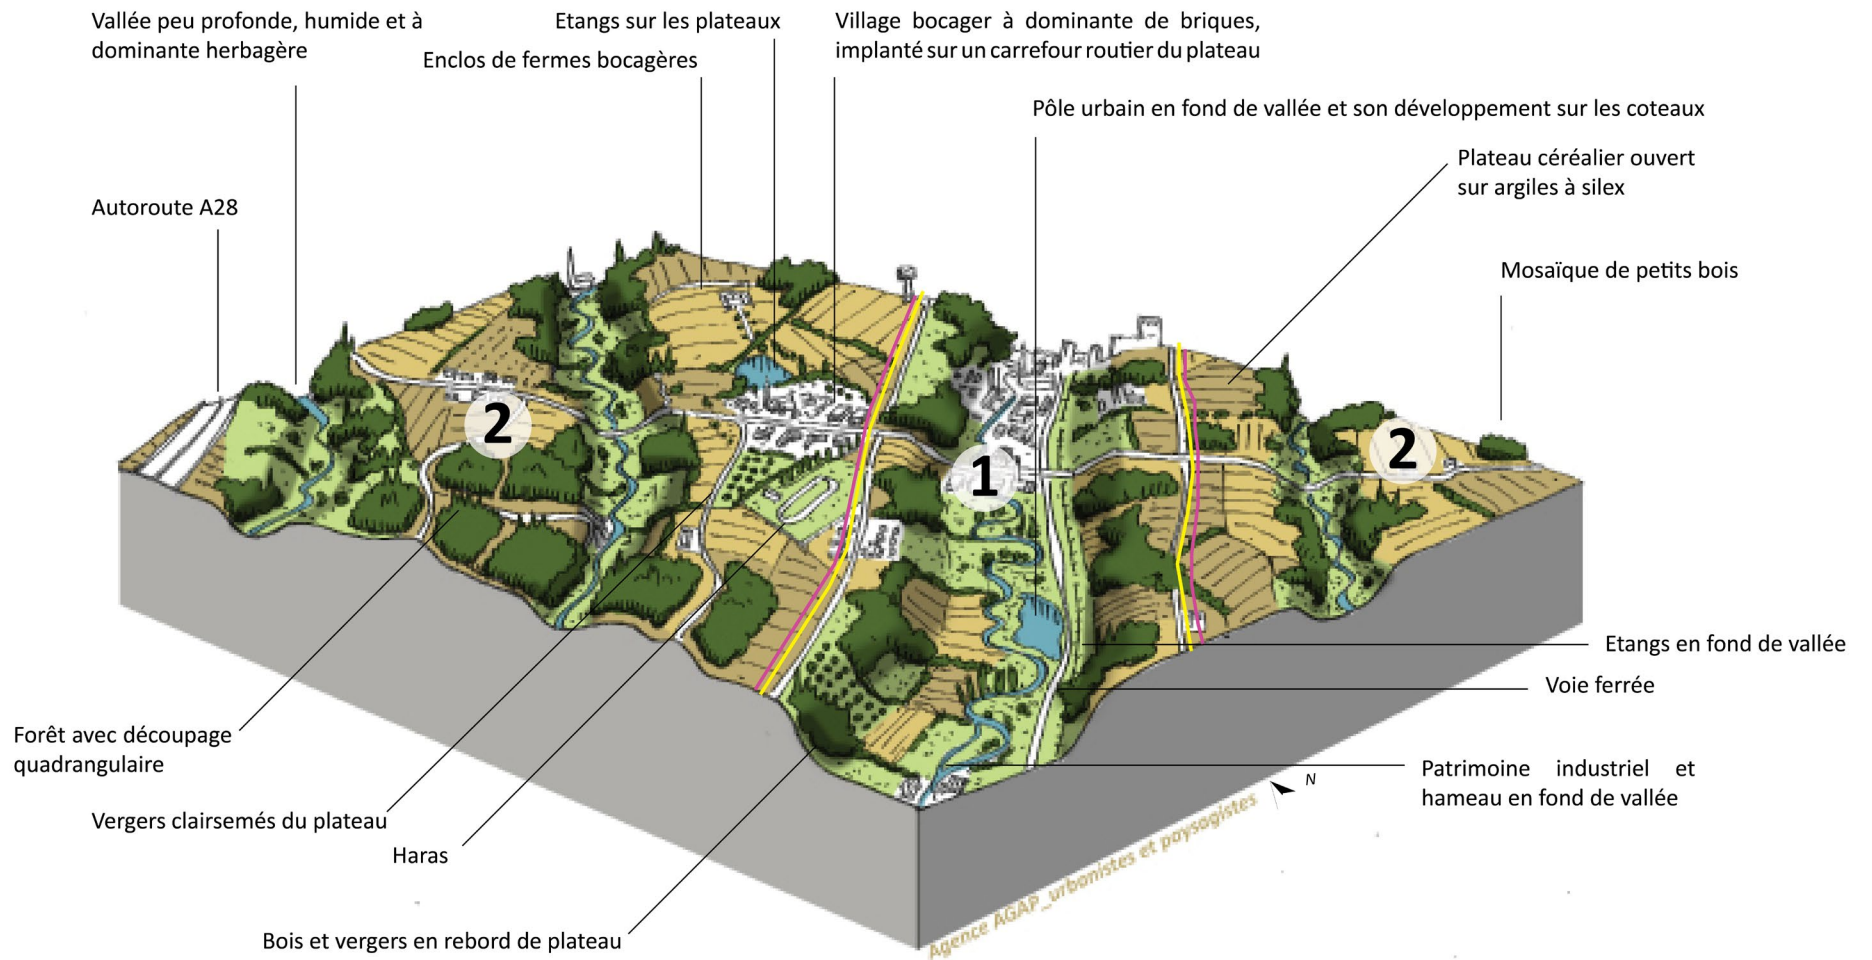 Vallée peu profonde, humide et à
dominante herbagère
Etangs sur les plateaux
Enclos de fermes bocagères
Village bocager à dominante de briques,
implanté sur un carrefour routier du plateau
Pôle urbain en fond de vallée et son développement sur les coteaux
Plateau céréalier ouvert
sur argiles à silex
Autoroute A28
Mosaïque de petits bois
2
1
2
Etangs en fond de vallée
Voie ferrée
Patrimoine industriel et
hameau en fond de vallée
Forêt avec découpage
quadrangulaire
Vergers clairsemés du plateau
Haras
Bois et vergers en rebord de plateau
N
Agence AGAP_urbanistes et paysagistes